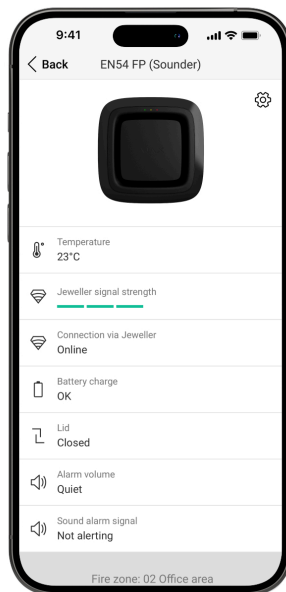 9:41
Back
EN54 FP (Sounder)
Temperature
23°C
Jeweller signal strength
Connection via Jeweller
Online
Battery charge
OK
Lid
Closed
Alarm volume
Quiet
Sound alarm signal
Not alerting
Fire zone: 02 Office area